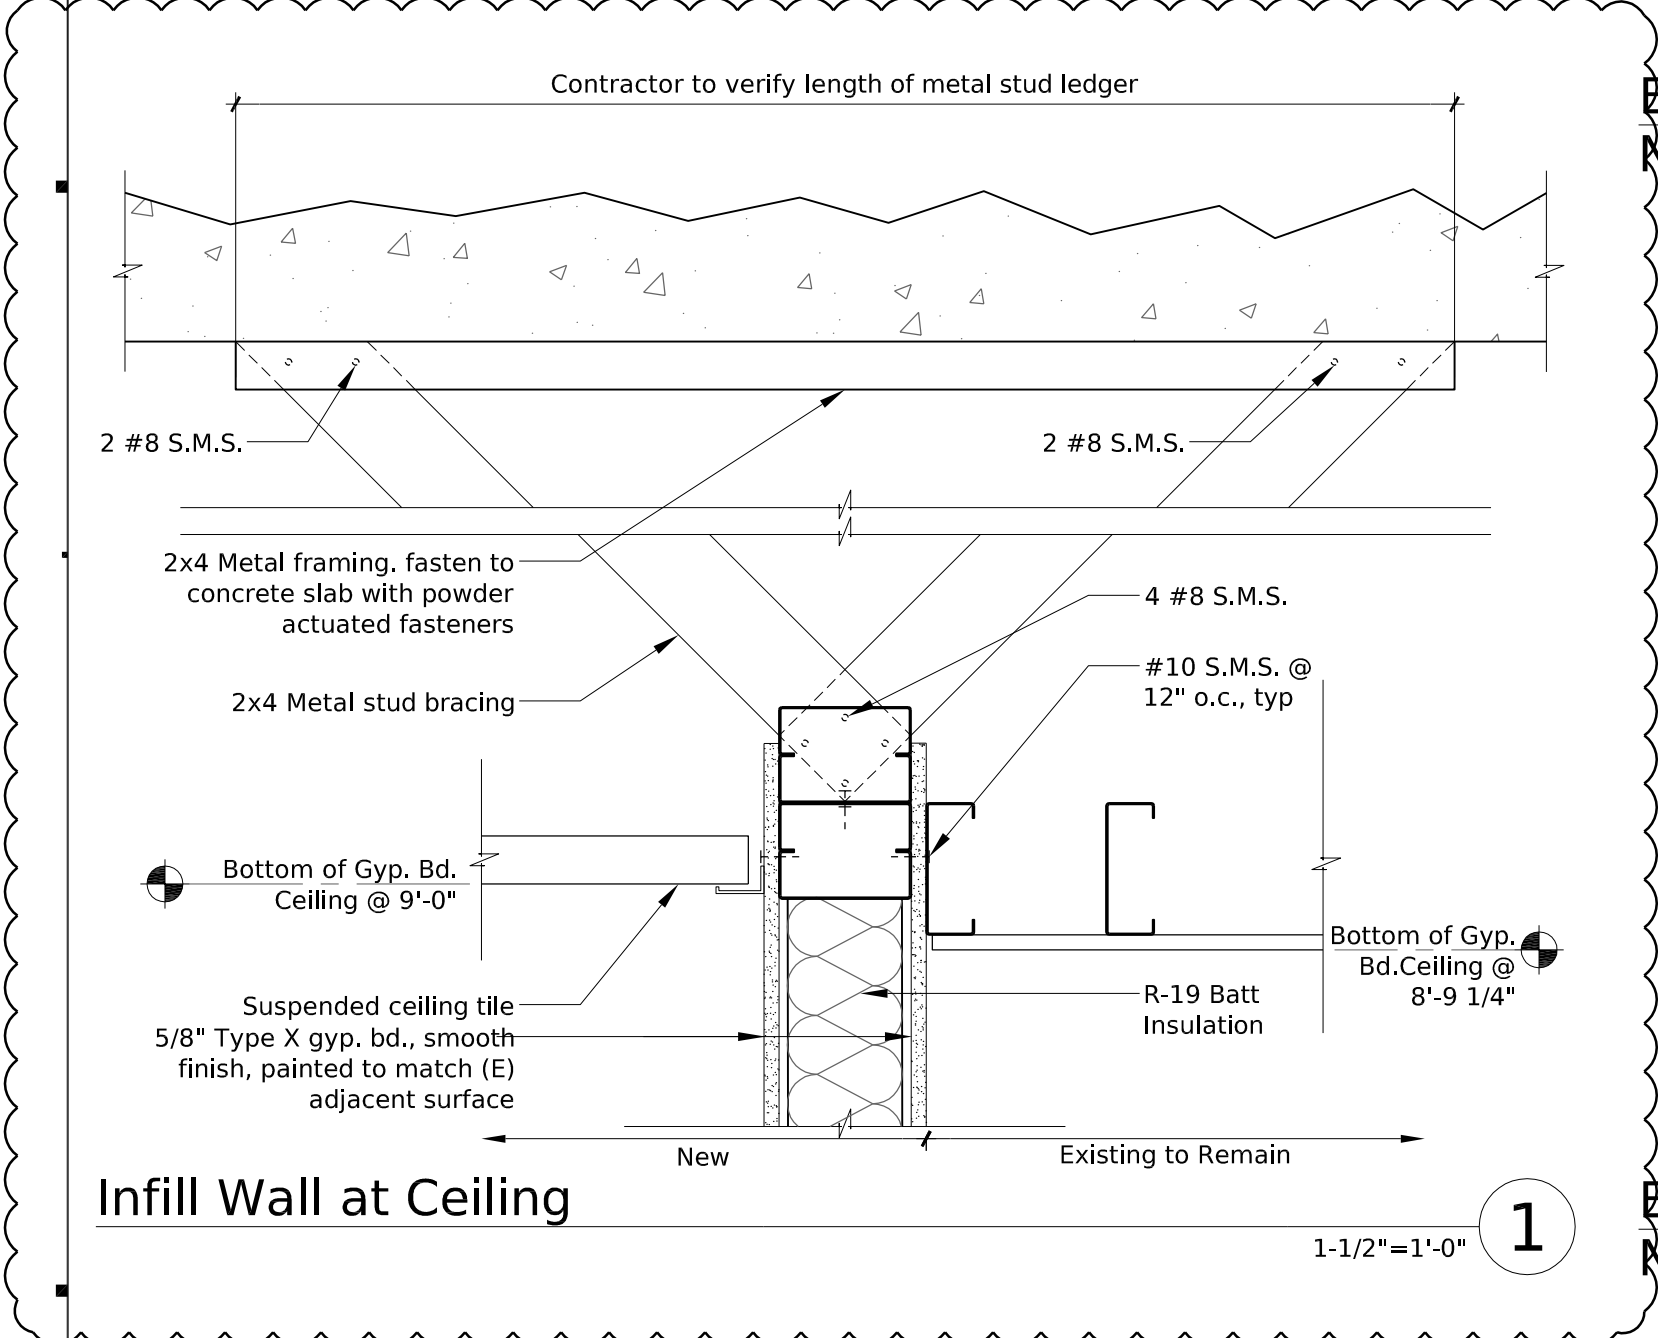 Contractor to verify length of metal stud ledger
2 #8 S.M.S.
2 #8 S.M.S.
2x4 Metal framing. fasten to
concrete slab with powder
actuated fasteners
4 #8 S.M.S.
#10 S.M.S. @
12" o.c., typ
2x4 Metal stud bracing
Bottom of Gyp. Bd.
Ceiling @ 9'-0"
Bottom of Gyp.
Bd.Ceiling @
8'-9 1/4"
Suspended ceiling tile
5/8" Type X gyp. bd., smooth
finish, painted to match (E)
adjacent surface
R-19 Batt
Insulation
New
Existing to Remain
Infill Wall at Ceiling
1-1/2"=1'-0"
1